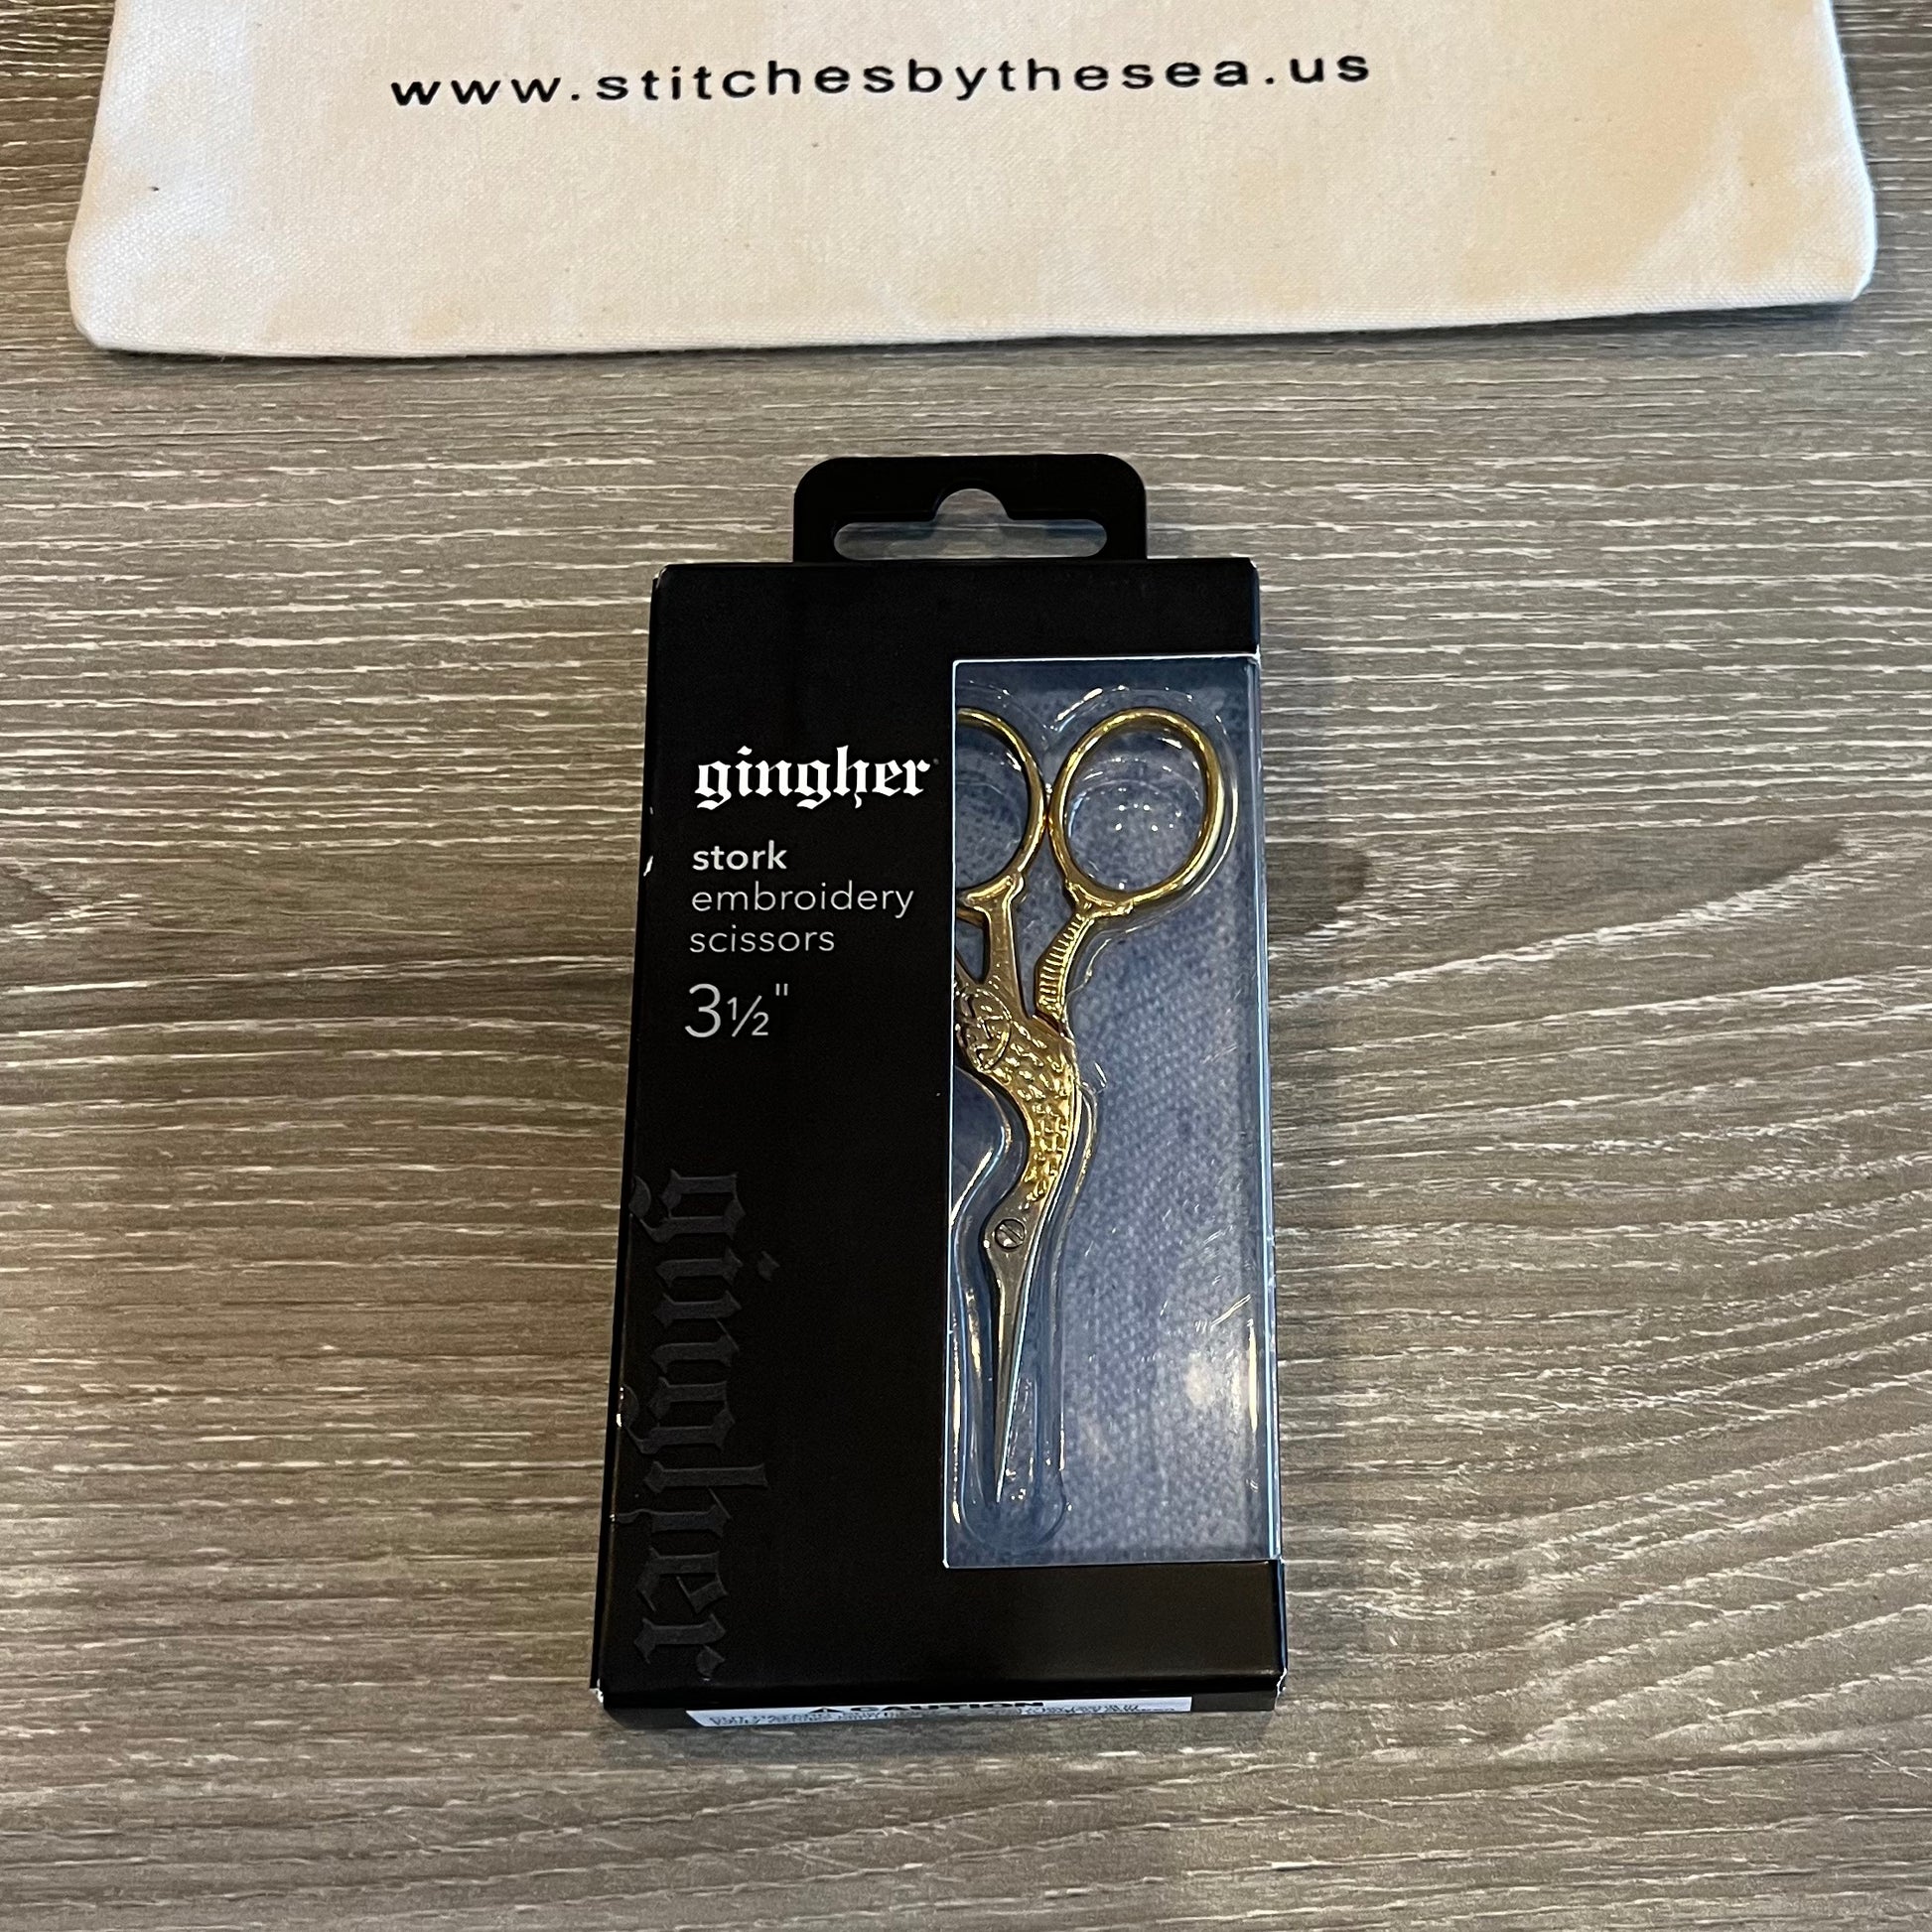 www.stitchesbythesea.us
gingher
stork
embroidery
scissors
3½"
gingher
CAUTION